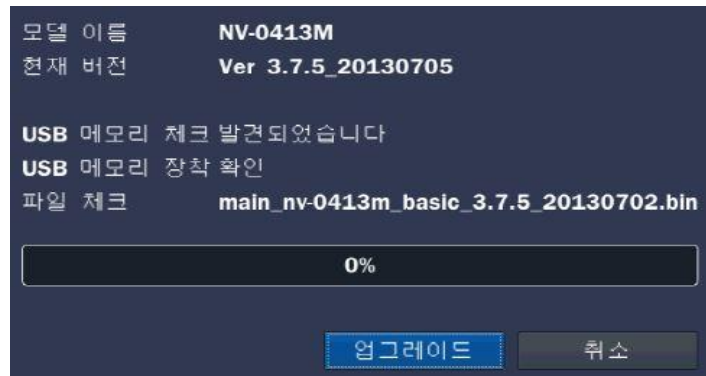 모델 이름 NV-0413M
현재 버전 Ver 3.7.5_20130705
USB 메모리 체크 발견되었습니다
USB 메모리 장착 확인
파일 체크 main_nv-0413m_basic_3.7.5_20130702.bin
0%
업그레이드 취소